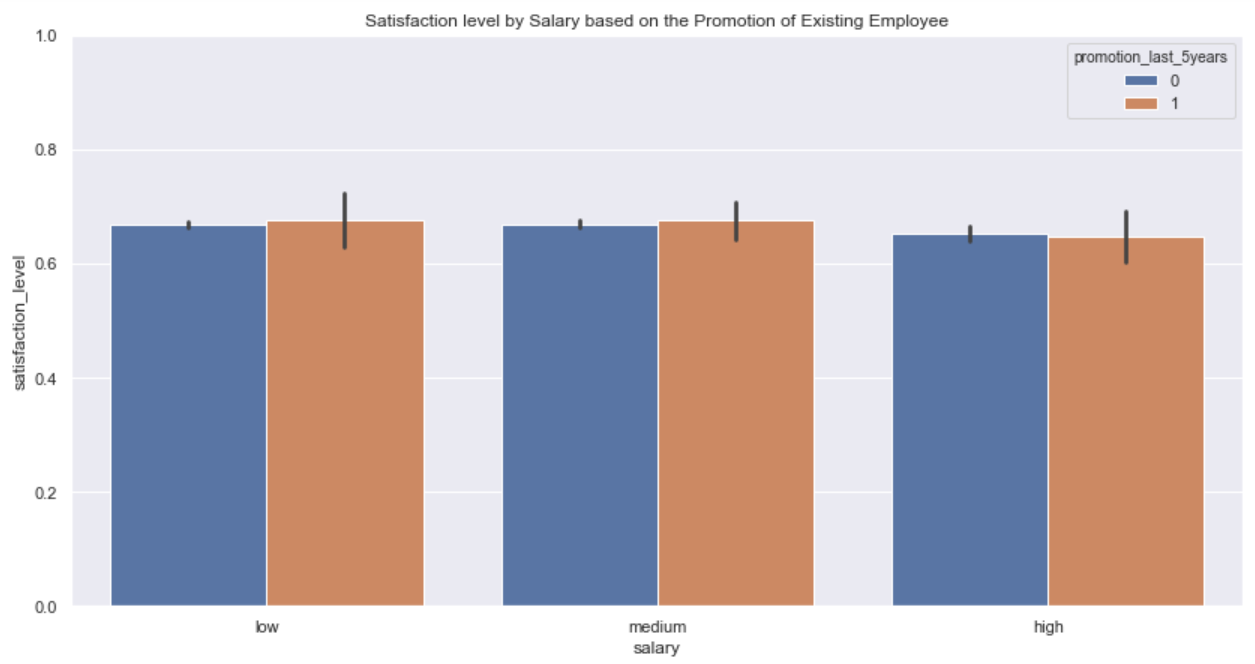 Satisfaction level by Salary based on the Promotion of Existing Employee
1.0
promotion_last_5years
0
1
0.8
0.6
satisfaction_level
0.4
0.2
0.0
low medium high
salary